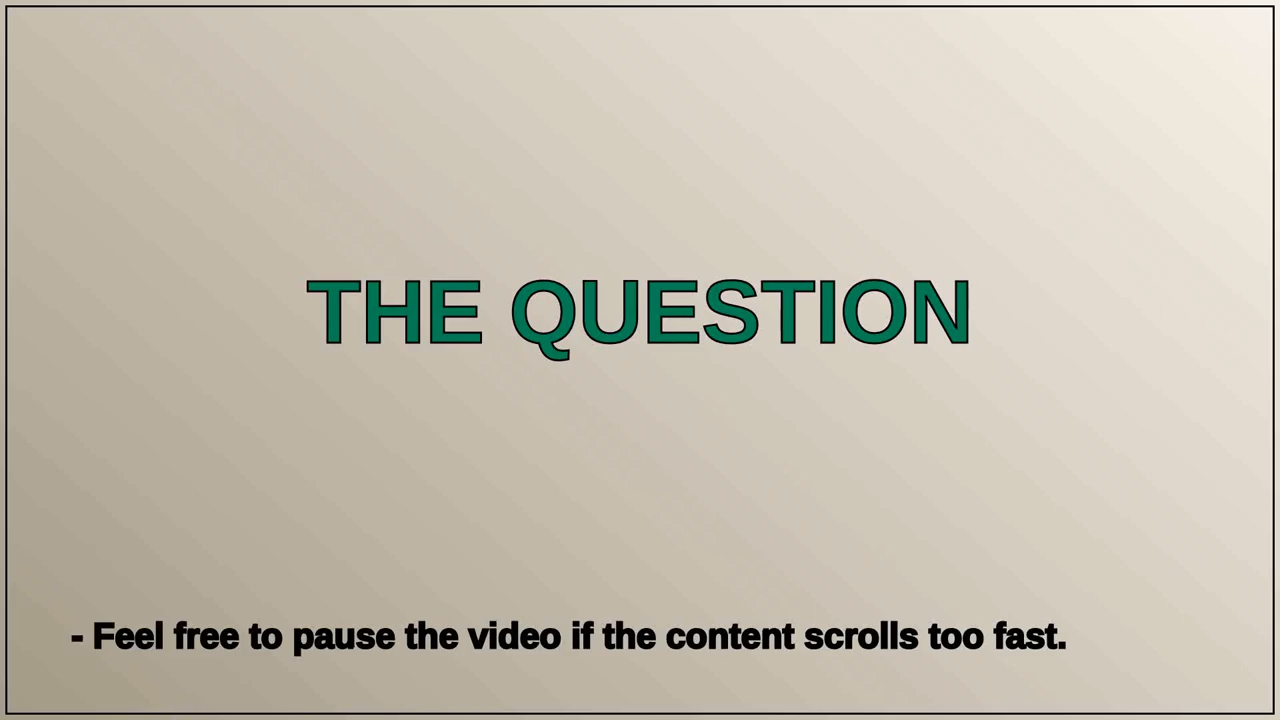 THE QUESTION
- Feel free to pause the video if the content scrolls too fast.